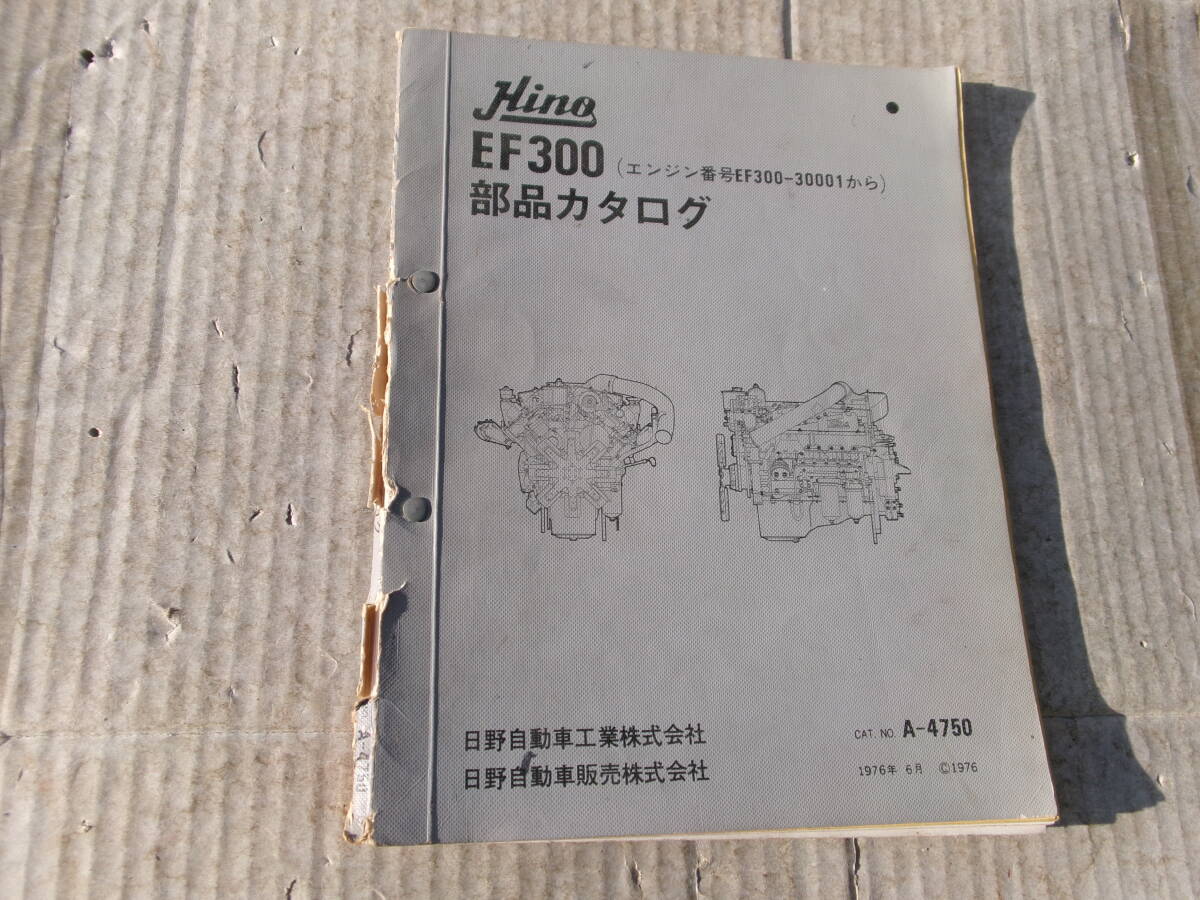 Hino
EF300 (エンジン番号EF300-30001から)
部品カタログ
日野自動車工業株式会社
日野自動車販売株式会社
CAT. NO. A-4750
1976年 6月 ©1976
A-4750